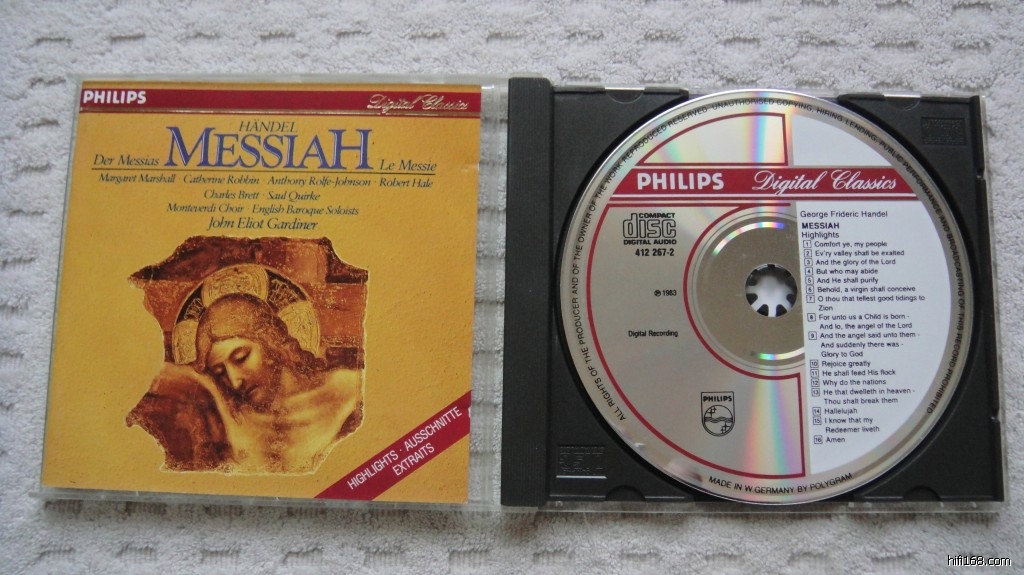 PHILIPS
Digital Classics
HÄNDEL
MESSIAH
Der Messias
Le Messie
Margaret Marshall · Catherine Robbin · Anthony Rolfe-Johnson · Robert Hale
Charles Brett · Saul Quirke
Monteverdi Choir · English Baroque Soloists
John Eliot Gardiner
HIGHLIGHTS · AUSSCHNITTE
EXTRAITS
ALL RIGHTS OF THE PRODUCER AND OF THE OWNER OF THE WORK REPRODUCED RESERVED. UNAUTHORISED COPYING, HIRING, LENDING, PUBLIC PERFORMANCE AND BROADCASTING OF THIS RECORD PROHIBITED
PHILIPS
Digital Classics
COMPACT
disc
DIGITAL AUDIO
412 267-2
℗ 1983
Digital Recording
PHILIPS
George Frideric Handel
MESSIAH
Highlights
1 Comfort ye, my people
2 Ev'ry valley shall be exalted
3 And the glory of the Lord
4 But who may abide
5 And He shall purify
6 Behold, a virgin shall conceive
7 O thou that tellest good tidings to
Zion
8 For unto us a Child is born -
And lo, the angel of the Lord
9 And the angel said unto them -
And suddenly there was -
Glory to God
10 Rejoice greatly
11 He shall feed His flock
12 Why do the nations
13 He that dwelleth in heaven -
Thou shalt break them
14 Hallelujah
15 I know that my
Redeemer liveth
16 Amen
MADE IN W.GERMANY BY POLYGRAM
hifi168.com